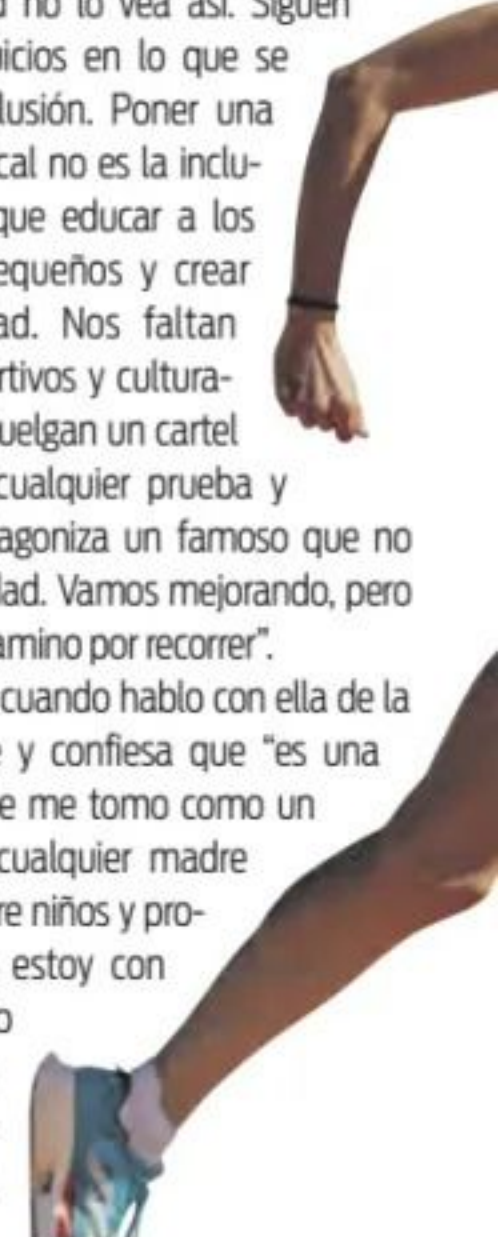 d no lo vea así. Siguen
icios en lo que se
lusión. Poner una
cal no es la inclu-
que educar a los
equeños y crear
ad. Nos faltan
rtivos y cultura-
uelgan un cartel
cualquier prueba y
agoniza un famoso que no
dad. Vamos mejorando, pero
amino por recorrer”.
cuando hablo con ella de la
e y confiesa que “es una
e me tomo como un
cualquier madre
re niños y pro-
estoy con
o